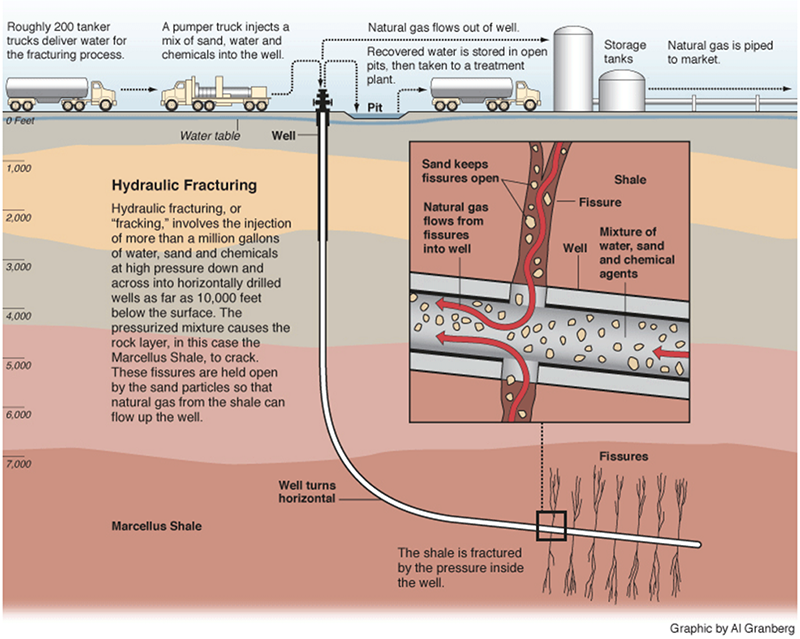 Roughly 200 tanker
trucks deliver water for
the fracturing process.
A pumper truck injects a
mix of sand, water and
chemicals into the well.
Natural gas flows out of well.
Recovered water is stored in open
pits, then taken to a treatment
plant.
Storage
tanks
Natural gas is piped
to market.
Pit
0 Feet
Water table
Well
1,000
2,000
3,000
4,000
5,000
6,000
7,000
Hydraulic Fracturing
Hydraulic fracturing, or
“fracking,” involves the injection
of more than a million gallons
of water, sand and chemicals
at high pressure down and
across into horizontally drilled
wells as far as 10,000 feet
below the surface. The
pressurized mixture causes the
rock layer, in this case the
Marcellus Shale, to crack.
These fissures are held open
by the sand particles so that
natural gas from the shale can
flow up the well.
Sand keeps
fissures open
Shale
Fissure
Natural gas
flows from
fissures
into well
Well
Mixture of
water, sand
and chemical
agents
Well turns
horizontal
Fissures
Marcellus Shale
The shale is fractured
by the pressure inside
the well.
Graphic by Al Granberg